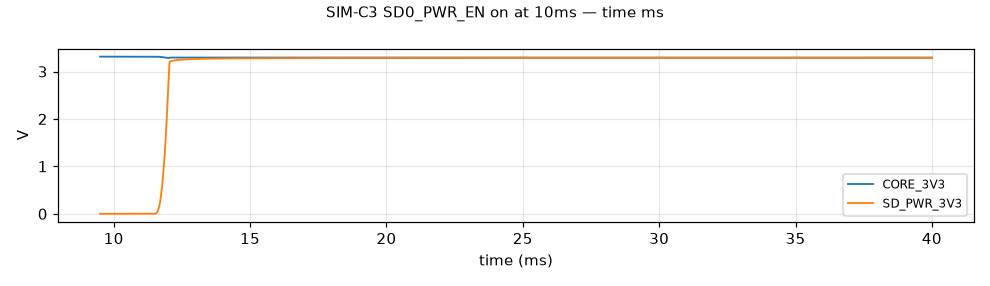 SIM-C3 SD0_PWR_EN on at 10ms — time ms
V
3
2
1
0
CORE_3V3
SD_PWR_3V3
10 15 20 25 30 35 40
time (ms)